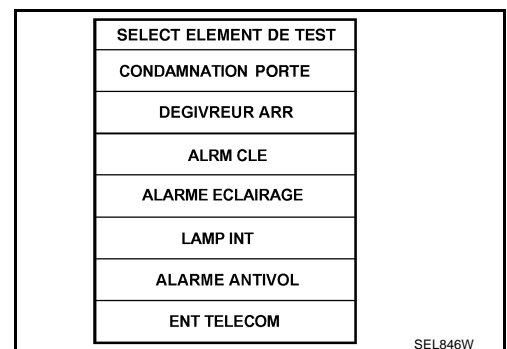 SELECT ELEMENT DE TEST
CONDAMNATION PORTE
DEGIVREUR ARR
ALRM CLE
ALARME ECLAIRAGE
LAMP INT
ALARME ANTIVOL
ENT TELECOM
SEL846W